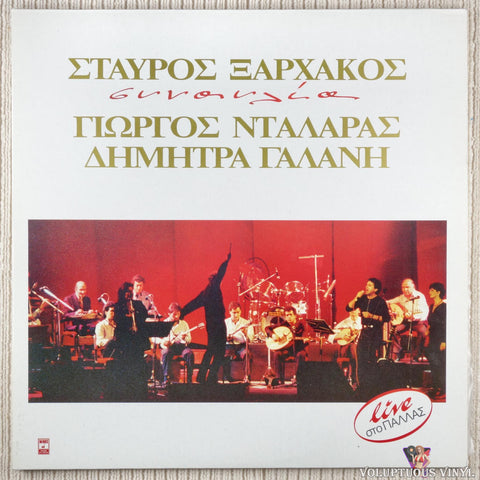 ΣΤΑΥΡΟΣ ΞΑΡΧΑΚΟΣ
συναυλία
ΓΙΩΡΓΟΣ ΝΤΑΛΑΡΑΣ
ΔΗΜΗΤΡΑ ΓΑΛΑΝΗ
live
στο ΠΑΛΛΑΣ
VOLUPTUOUS VINYL